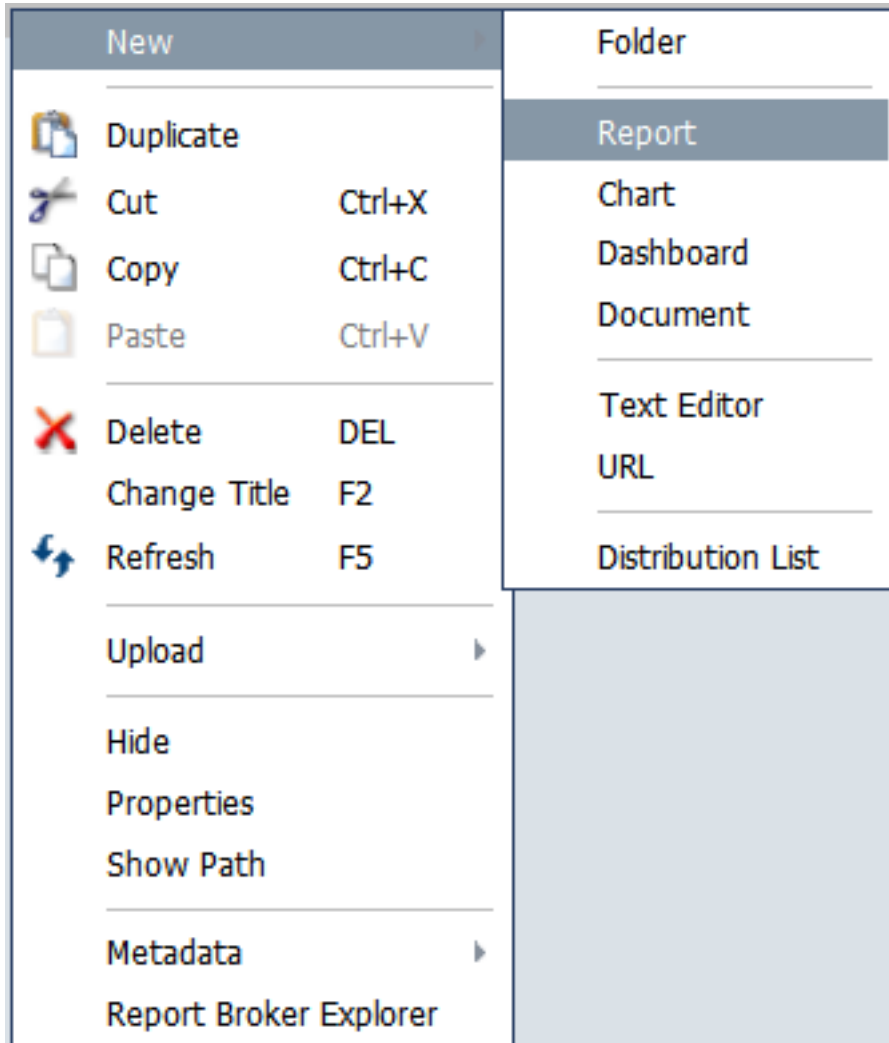 New
Duplicate
Cut Ctrl+X
Copy Ctrl+C
Paste Ctrl+V
Delete DEL
Change Title F2
Refresh F5
Upload
Hide
Properties
Show Path
Metadata
Report Broker Explorer
Folder
Report
Chart
Dashboard
Document
Text Editor
URL
Distribution List